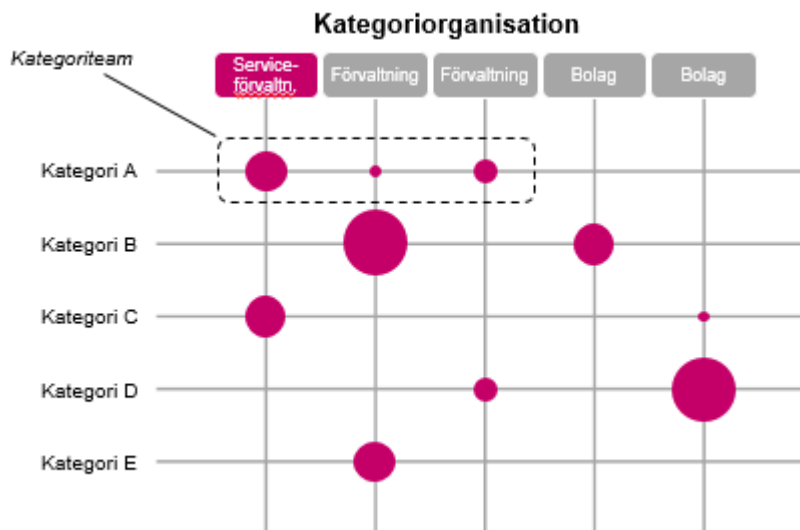 Kategoriorganisation
Kategoriteam
Service-
förvaltn.
Förvaltning
Förvaltning
Bolag
Bolag
Kategori A
Kategori B
Kategori C
Kategori D
Kategori E